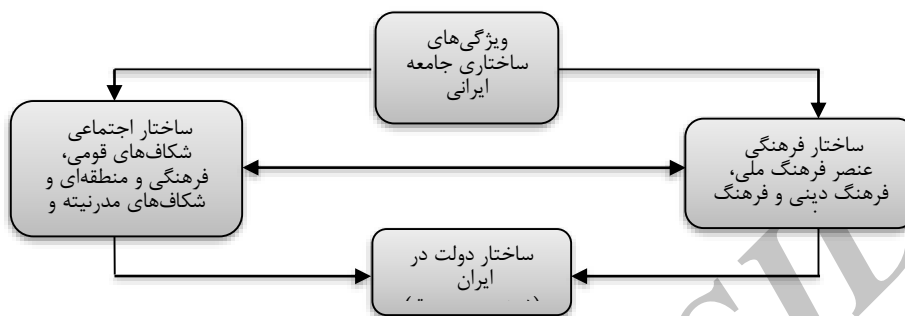 ویژگی‌های
ساختاری جامعه
ایرانی
ساختار فرهنگی
عنصر فرهنگ ملی،
فرهنگ دینی و فرهنگ
ساختار اجتماعی
شکاف‌های قومی،
فرهنگی و منطقه‌ای و
شکاف‌های مدرنیته و
ساختار دولت در
ایران